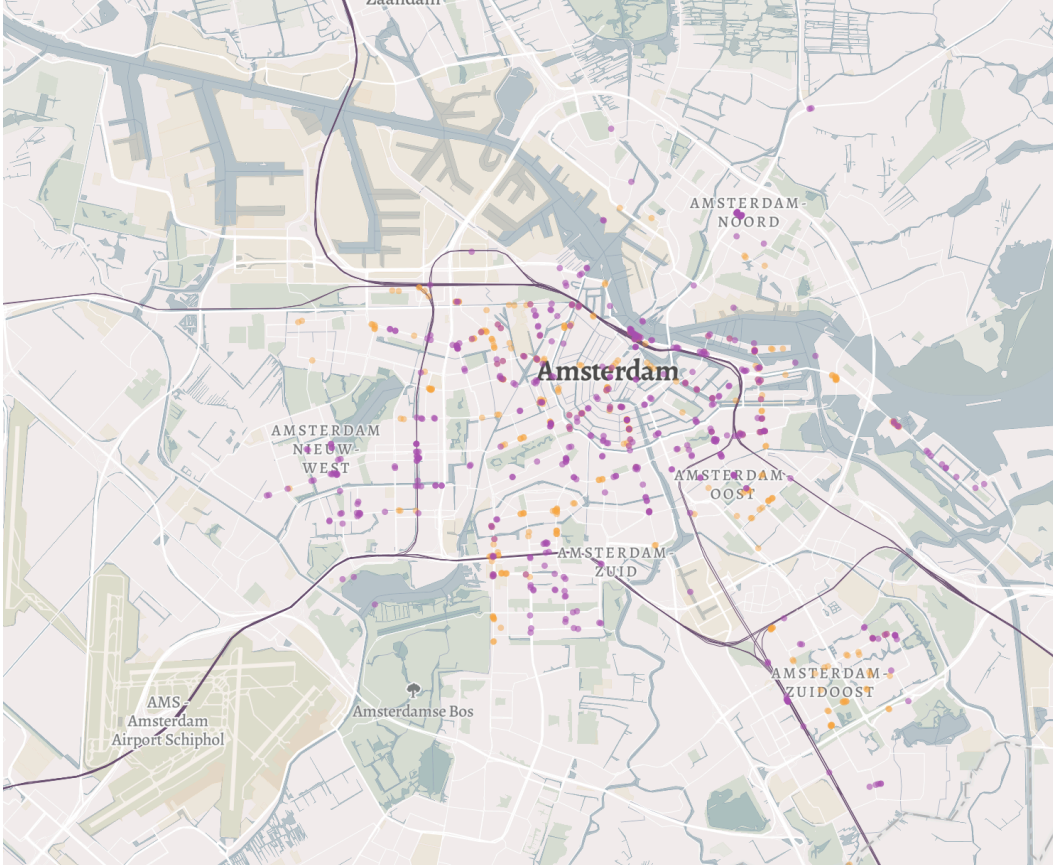 Zaandam
AMSTERDAM-
NOORD
Amsterdam
AMSTERDAM
NIEUW-
WEST
AMSTERDAM
OOST
AMSTERDAM-
ZUID
AMSTERDAM-
ZUIDOOST
AMS -
Amsterdam
Airport Schiphol
Amsterdamse Bos